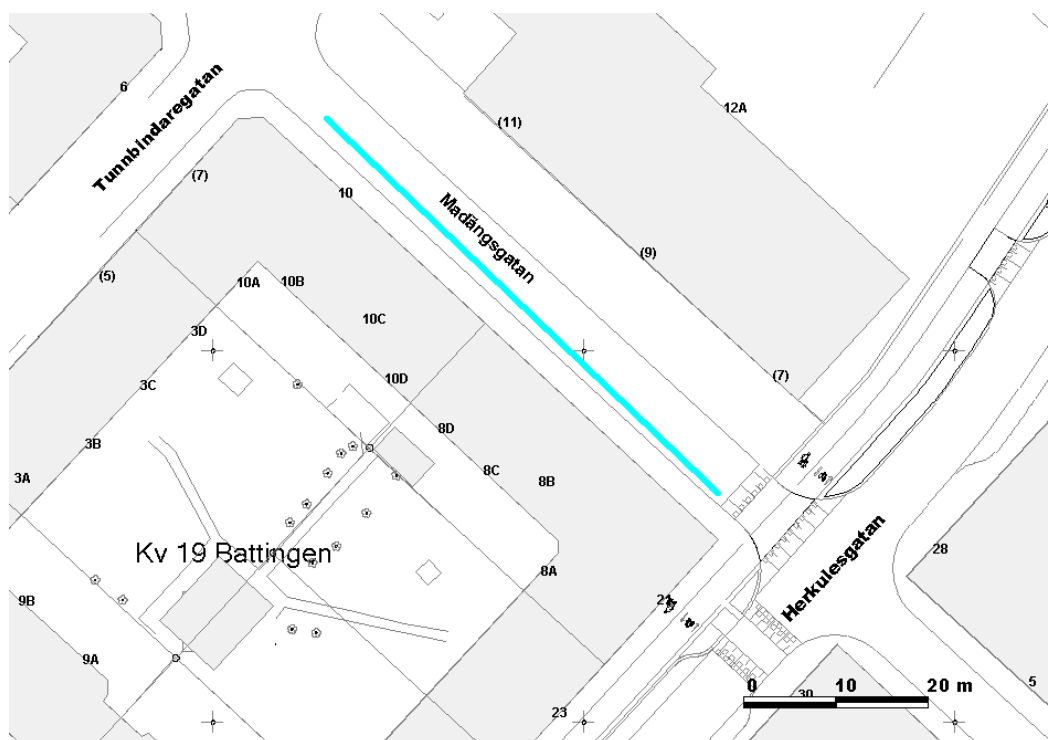 6
Tunnbindaregatan
(7)
(5)
10
(11)
12A
Madängsgatan
(9)
(7)
10A
10B
10C
10D
3D
3C
3B
3A
8D
8C
8B
8A
Kv 19 Battingen
9B
9A
21
23
Herkulesgatan
28
5
30
0 10 20 m